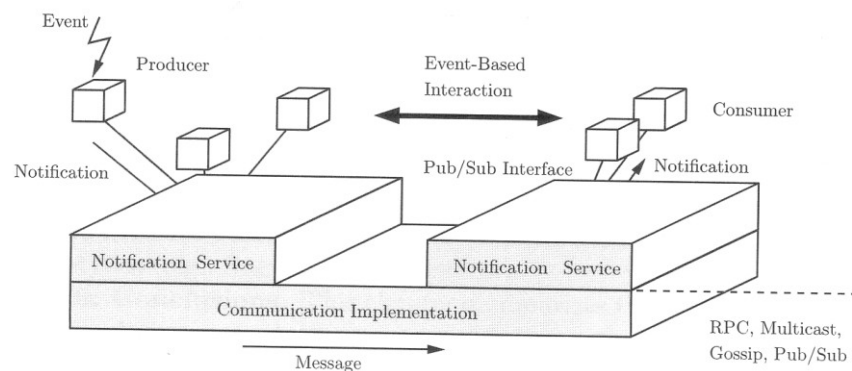 Event
Producer
Event-Based
Interaction
Consumer
Notification
Pub/Sub Interface
Notification
Notification Service
Notification Service
Communication Implementation
RPC, Multicast,
Gossip, Pub/Sub
Message